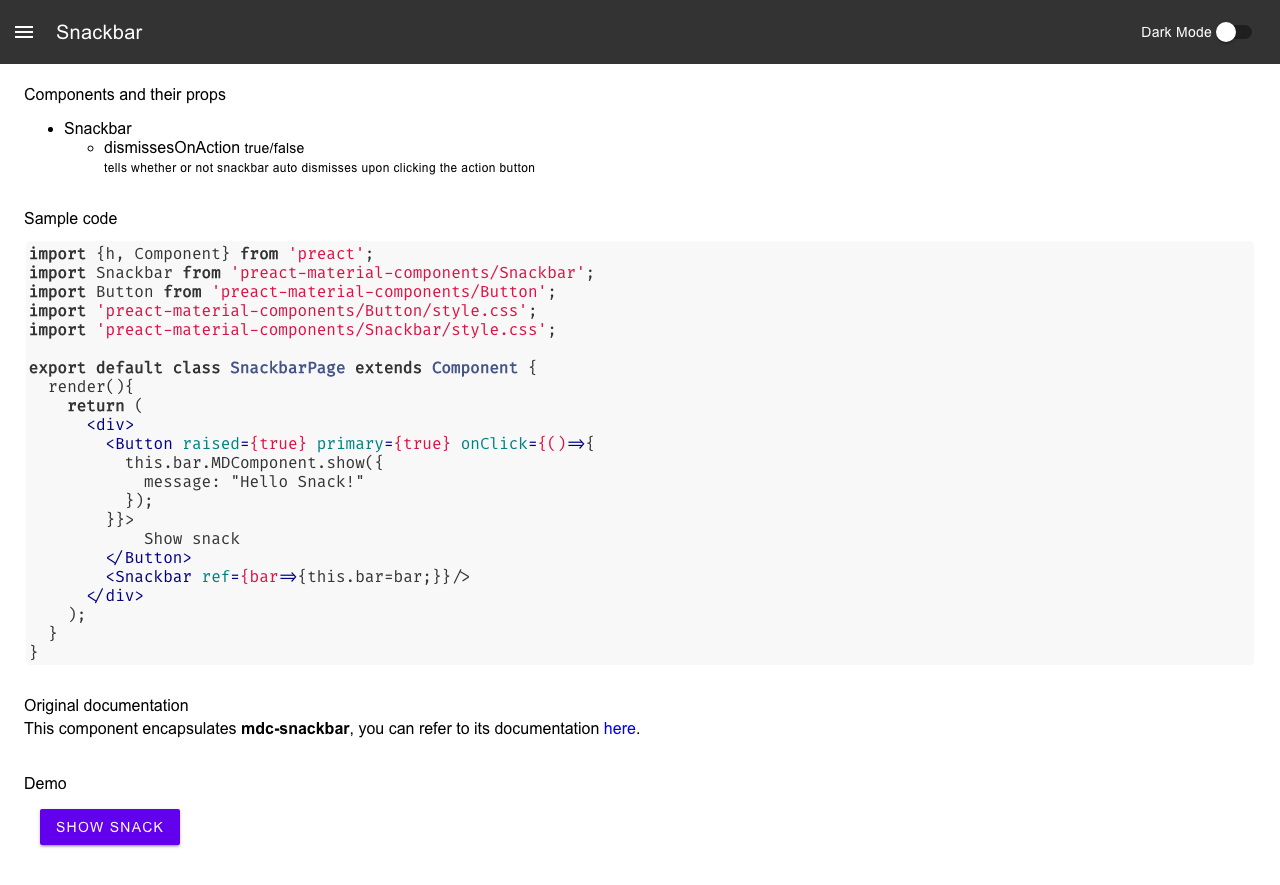 Snackbar
Dark Mode
Components and their props
Snackbar
dismissesOnAction true/false
tells whether or not snackbar auto dismisses upon clicking the action button
Sample code
import {h, Component} from 'preact';
import Snackbar from 'preact-material-components/Snackbar';
import Button from 'preact-material-components/Button';
import 'preact-material-components/Button/style.css';
import 'preact-material-components/Snackbar/style.css';

export default class SnackbarPage extends Component {
  render(){
    return (
      <div>
        <Button raised={true} primary={true} onClick={()=>{
          this.bar.MDComponent.show({
            message: "Hello Snack!"
          });
        }}>
            Show snack
        </Button>
        <Snackbar ref={bar=>{this.bar=bar;}}/>
      </div>
    );
  }
}
Original documentation
This component encapsulates mdc-snackbar, you can refer to its documentation here.
Demo
SHOW SNACK